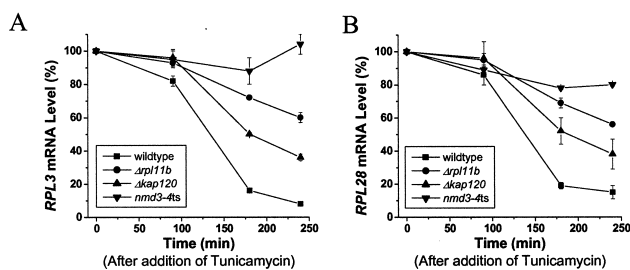 A
RPL3 mRNA Level (%)
100
80
60
40
20
0
wildtype
Δrpl11b
Δkap120
nmd3-4ts
0 50 100 150 200 250
Time (min)
(After addition of Tunicamycin)
B
RPL28 mRNA Level (%)
100
80
60
40
20
0
wildtype
Δrpl11b
Δkap120
nmd3-4ts
0 50 100 150 200 250
Time (min)
(After addition of Tunicamycin)